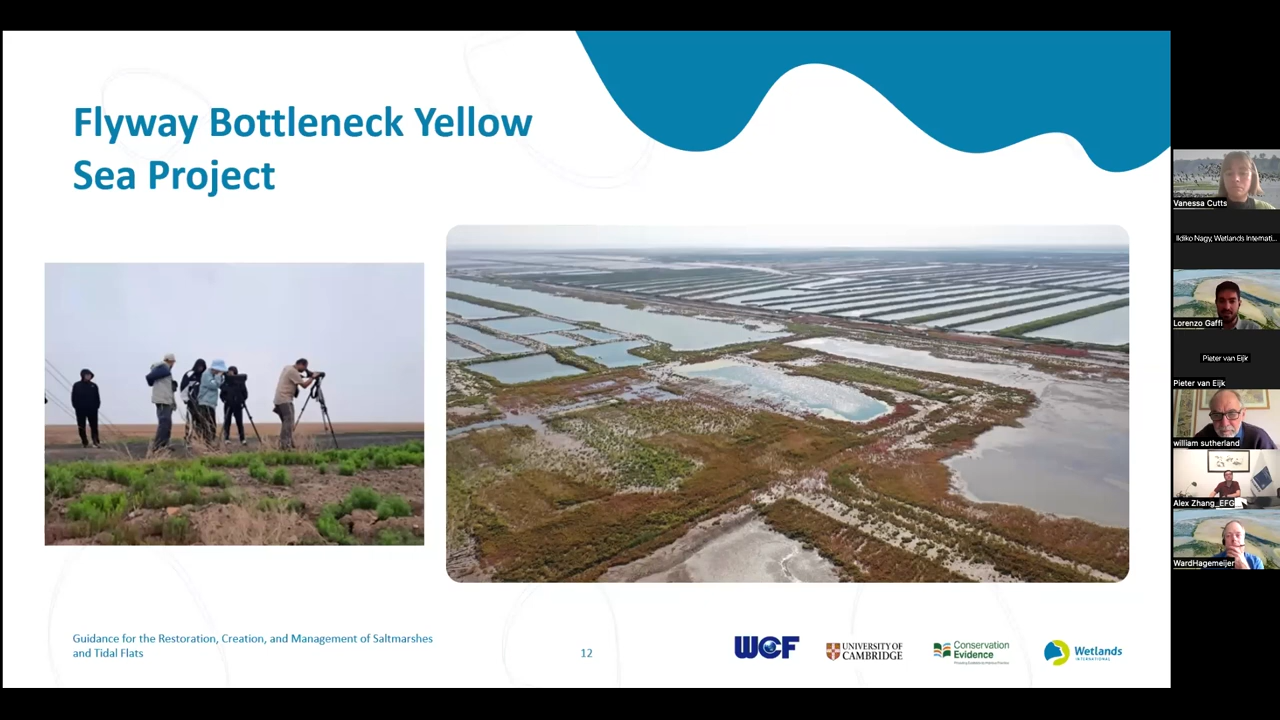 Flyway Bottleneck Yellow
Sea Project
Guidance for the Restoration, Creation, and Management of Saltmarshes
and Tidal Flats
12
WCF
UNIVERSITY OF
CAMBRIDGE
Conservation
Evidence
Wetlands
INTERNATIONAL
Vanessa Cutts
Ildiko Nagy, Wetlands Internati...
Lorenzo Gaffi
Pieter van Eijk
Pieter van Eijk
william sutherland
Alex Zhang_EFG
WardHagemeijer